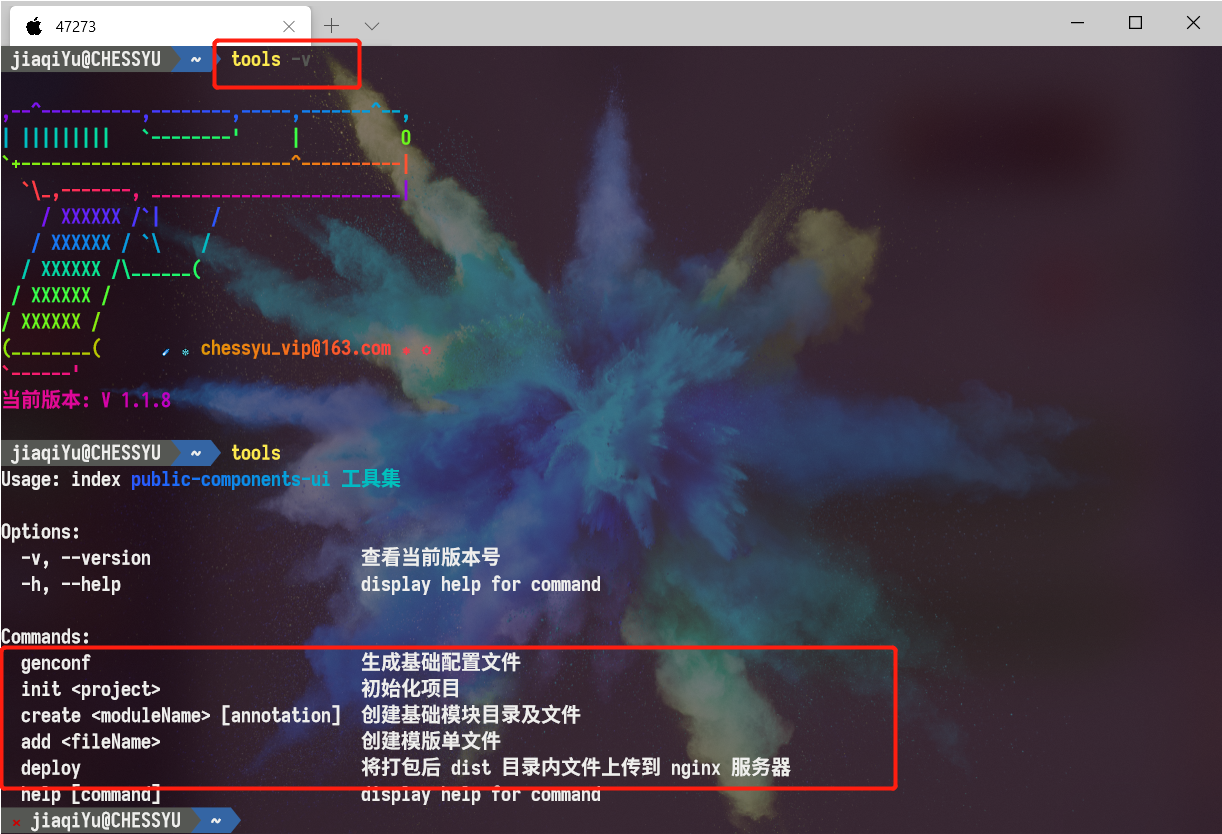 47273
jiaqiYu@CHESSYU ~ tools -v
,--^----------,--------,-----,-------^--,
| |||||||||   `--------'     |          O
`+---------------------------^----------|
  `\_,-------, _________________________|
    / XXXXXX /`|     /
   / XXXXXX / `\    /
  / XXXXXX /\______(
 / XXXXXX /
/ XXXXXX /
(________( chessyu_vip@163.com
`------'
当前版本: V 1.1.8
jiaqiYu@CHESSYU ~ tools
Usage: index public-components-ui 工具集
Options:
-v, --version 查看当前版本号
-h, --help display help for command
Commands:
genconf 生成基础配置文件
init <project> 初始化项目
create <moduleName> [annotation] 创建基础模块目录及文件
add <fileName> 创建模版单文件
deploy 将打包后 dist 目录内文件上传到 nginx 服务器
help [command] display help for command
× jiaqiYu@CHESSYU ~